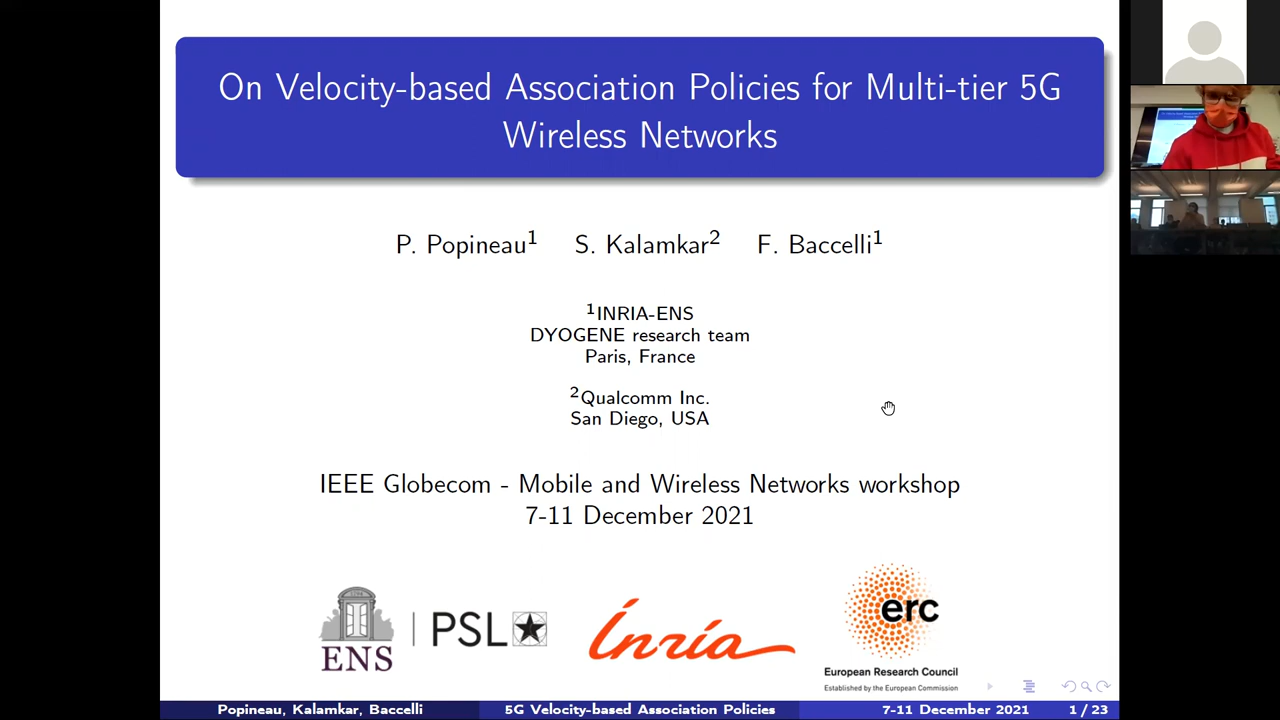 On Velocity-based Association Policies for Multi-tier 5G
Wireless Networks
P. Popineau1 S. Kalamkar2 F. Baccelli1
1INRIA-ENS
DYOGENE research team
Paris, France
2Qualcomm Inc.
San Diego, USA
IEEE Globecom - Mobile and Wireless Networks workshop
7-11 December 2021
ENS
PSL
Inria
erc
European Research Council
Established by the European Commission
Popineau, Kalamkar, Baccelli 5G Velocity-based Association Policies 7-11 December 2021 1 / 23